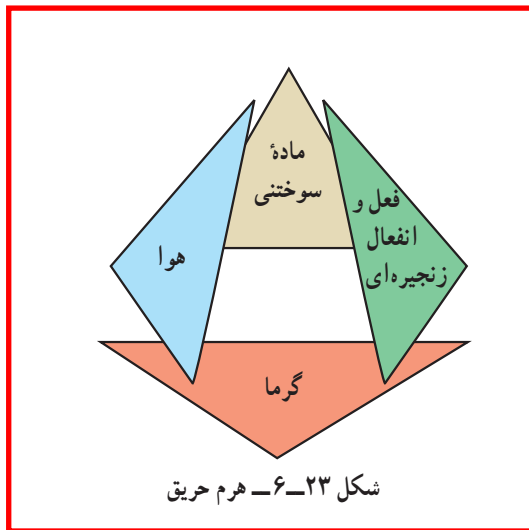 مادهٔ
سوختنی
فعل و
انفعال
زنجیره‌ای
هوا
گرما
شکل ۲۳ــ۶ــ هرم حریق